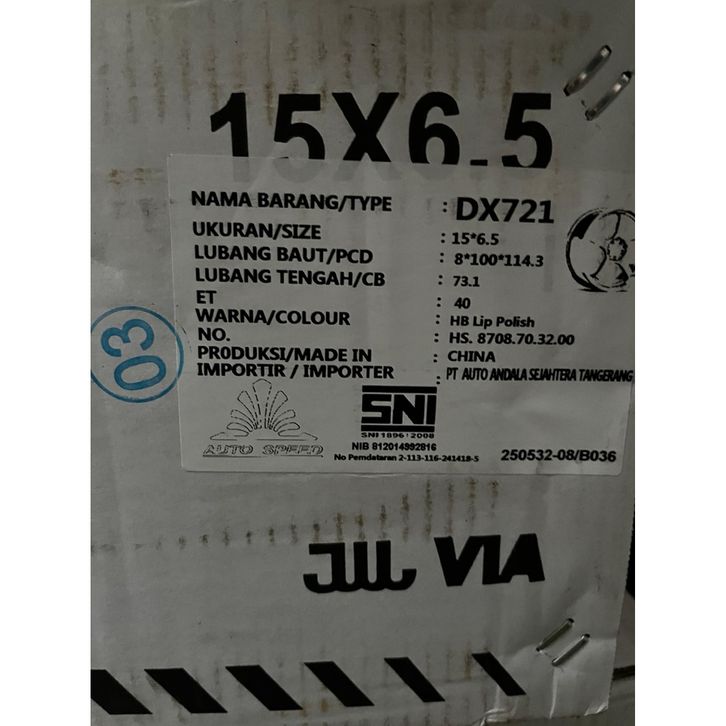 15X6.5
NAMA BARANG/TYPE : DX721
UKURAN/SIZE : 15*6.5
LUBANG BAUT/PCD : 8*100*114.3
LUBANG TENGAH/CB : 73.1
ET : 40
WARNA/COLOUR : HB Lip Polish
NO. : HS. 8708.70.32.00
PRODUKSI/MADE IN : CHINA
IMPORTIR / IMPORTER : PT AUTO ANDALA SEJAHTERA TANGERANG
03
AUTO SPEED
SNI
SNI 1896:2008
NIB 812014992816
No Pemdataran 2-113-116-241418-5
250532-08/B036
VIA